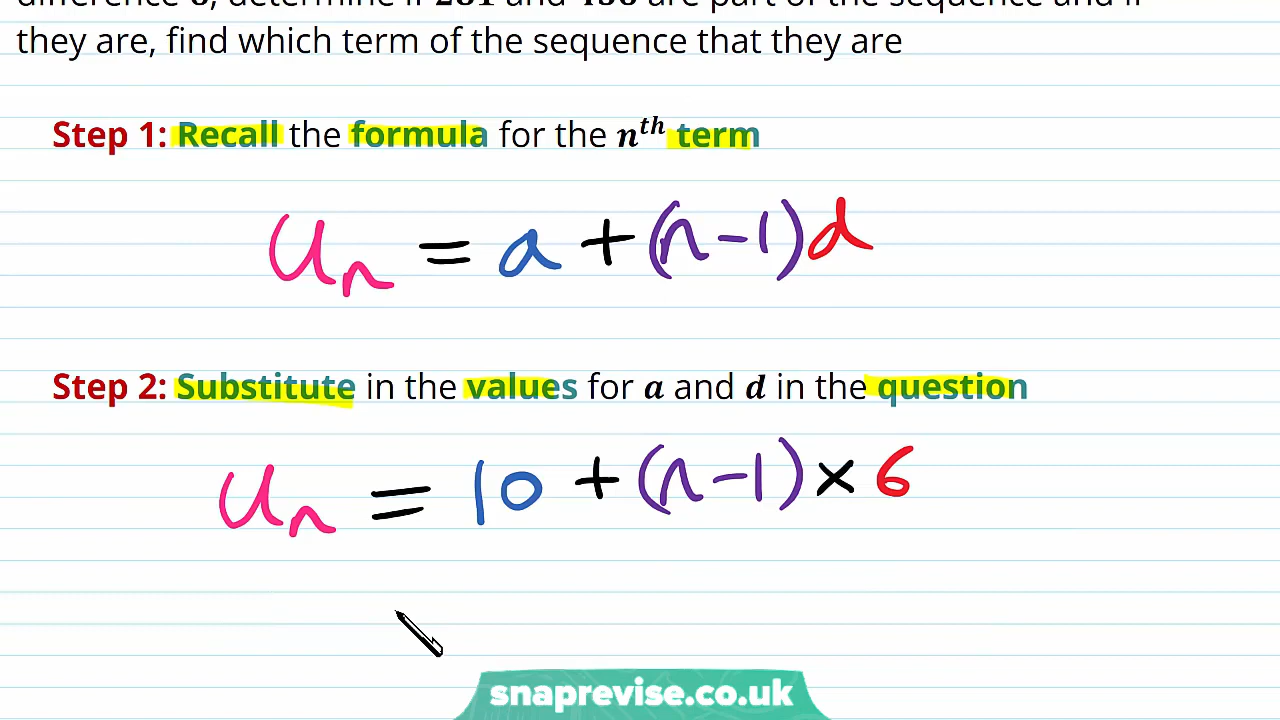 they are, find which term of the sequence that they are
Step 1: Recall the formula for the nᵗʰ term
Uₙ = a + (n-1)d
Step 2: Substitute in the values for a and d in the question
Uₙ = 10 + (n-1) × 6
snaprevise.co.uk